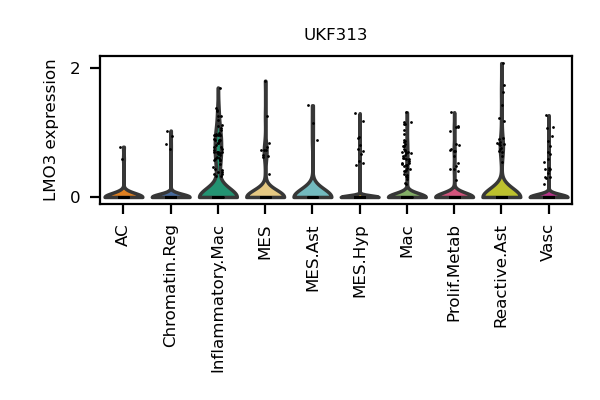 UKF313
LMO3 expression
2
0
AC
Chromatin.Reg
Inflammatory.Mac
MES
MES.Ast
MES.Hyp
Mac
Prolif.Metab
Reactive.Ast
Vasc